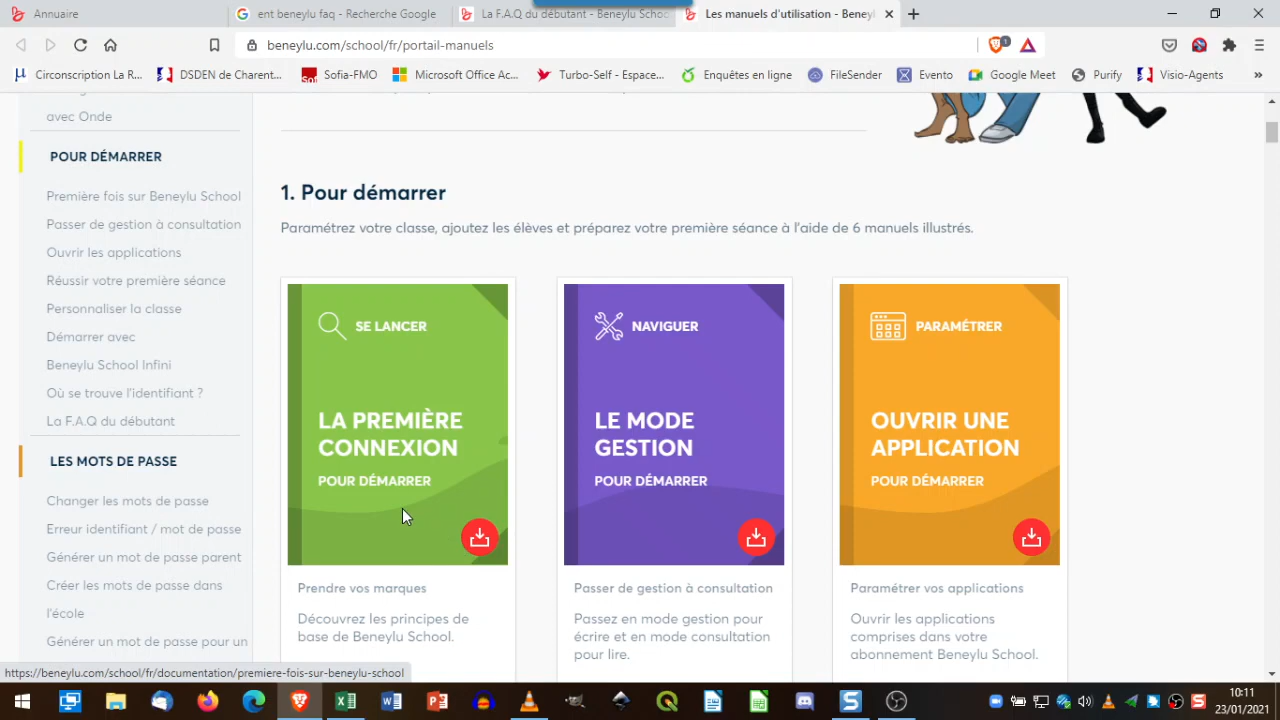 Annuaire
ent beneylu faq - Recherche Google
La F.A.Q du débutant - Beneylu Schoo
Les manuels d'utilisation - Beney
beneylu.com/school/fr/portail-manuels
1
Circonscription La R...
DSDEN de Charent...
Sofia-FMO
Microsoft Office Ac...
Turbo-Self - Espace...
Enquêtes en ligne
FileSender
Evento
Google Meet
Purify
Visio-Agents
»
avec Onde
POUR DÉMARRER
Première fois sur Beneylu School
Passer de gestion à consultation
Ouvrir les applications
Réussir votre première séance
Personnaliser la classe
Démarrer avec
Beneylu School Infini
Où se trouve l'identifiant ?
La F.A.Q du débutant
LES MOTS DE PASSE
Changer les mots de passe
Erreur identifiant / mot de passe
Générer un mot de passe parent
Créer les mots de passe dans
l'école
Générer un mot de passe pour un
1. Pour démarrer
Paramétrez votre classe, ajoutez les élèves et préparez votre première séance à l'aide de 6 manuels illustrés.
SE LANCER
LA PREMIÈRE
CONNEXION
POUR DÉMARRER
Prendre vos marques
Découvrez les principes de
base de Beneylu School.
NAVIGUER
LE MODE
GESTION
POUR DÉMARRER
Passer de gestion à consultation
Passez en mode gestion pour
écrire et en mode consultation
pour lire.
PARAMÉTRER
OUVRIR UNE
APPLICATION
POUR DÉMARRER
Paramétrer vos applications
Ouvrir les applications
comprises dans votre
abonnement Beneylu School.
https://beneylu.com/school/fr/documentation/premiere-fois-sur-beneylu-school
10:11
23/01/2021